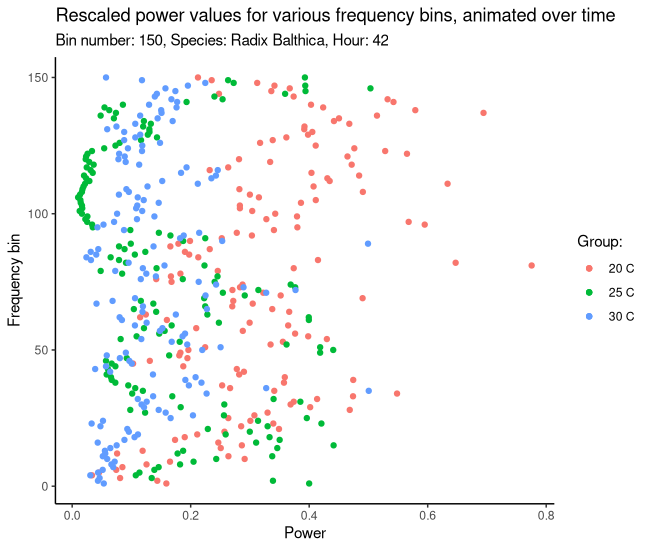 Rescaled power values for various frequency bins, animated over time
Bin number: 150, Species: Radix Balthica, Hour: 42
150
100
50
0
Frequency bin
0.0 0.2 0.4 0.6 0.8
Power
Group:
20 C
25 C
30 C